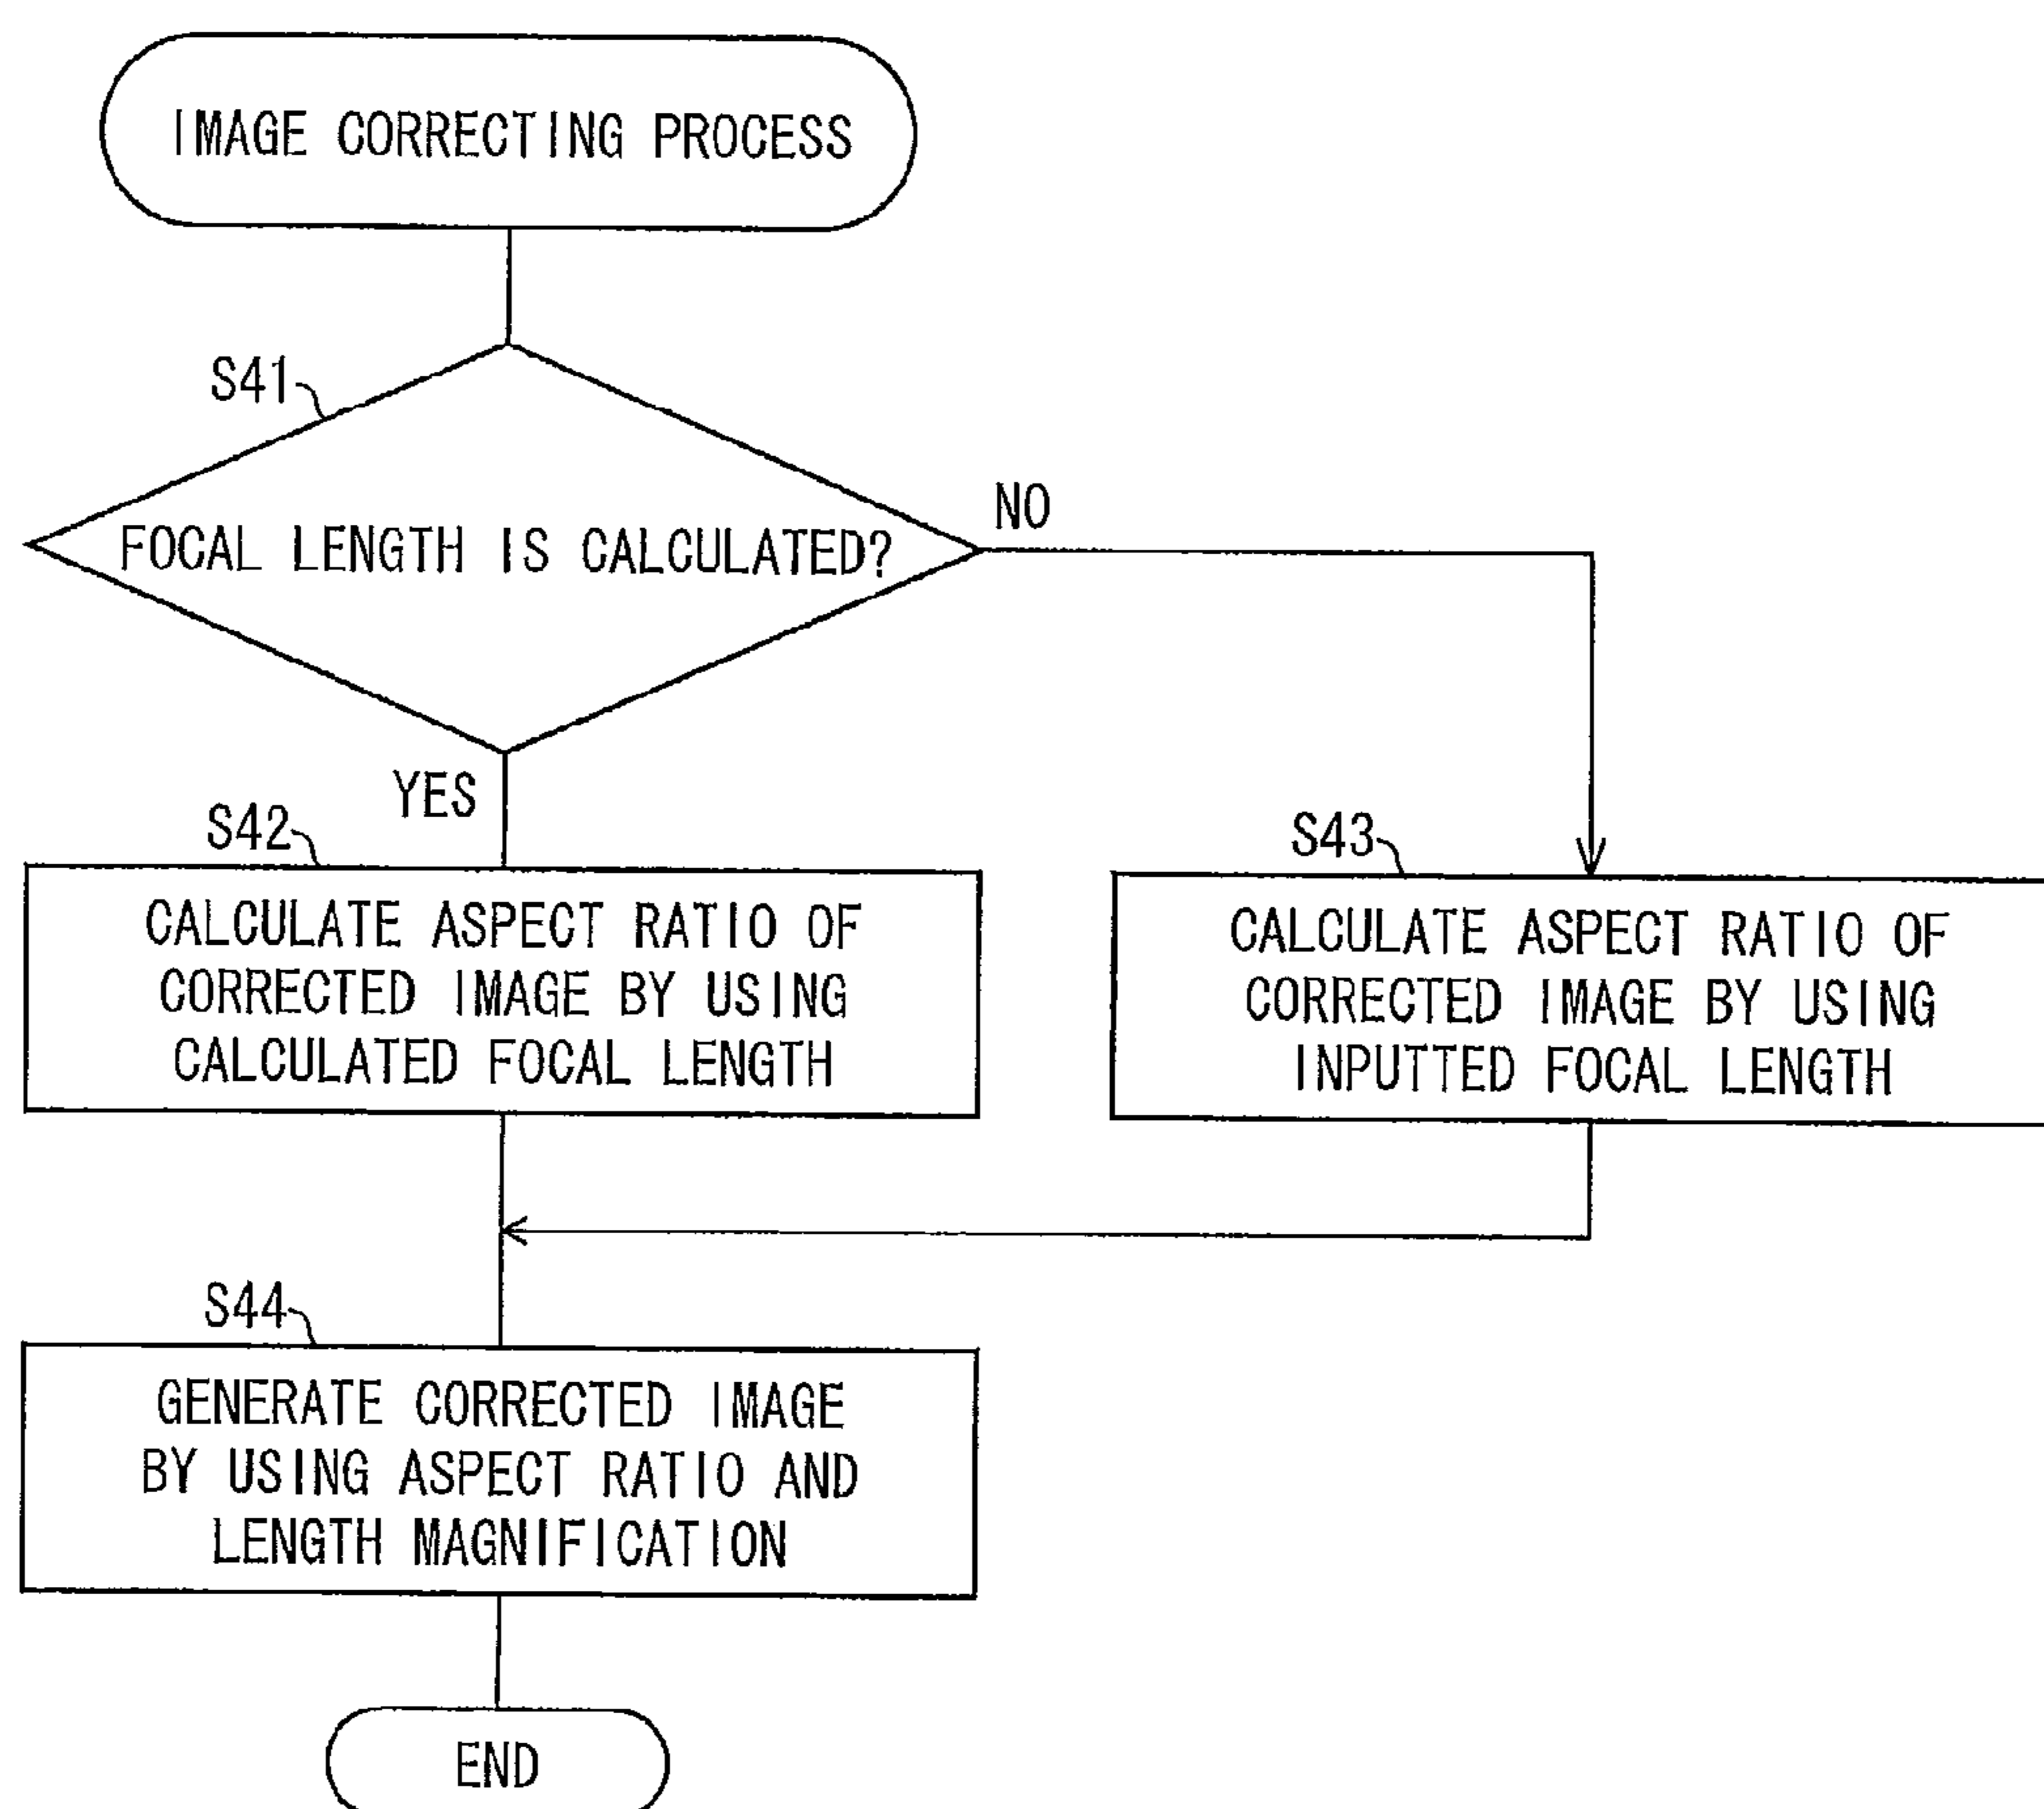 IMAGE CORRECTING PROCESS
S41
FOCAL LENGTH IS CALCULATED?
NO
YES
S42
CALCULATE ASPECT RATIO OF
CORRECTED IMAGE BY USING
CALCULATED FOCAL LENGTH
S43
CALCULATE ASPECT RATIO OF
CORRECTED IMAGE BY USING
INPUTTED FOCAL LENGTH
S44
GENERATE CORRECTED IMAGE
BY USING ASPECT RATIO AND
LENGTH MAGNIFICATION
END